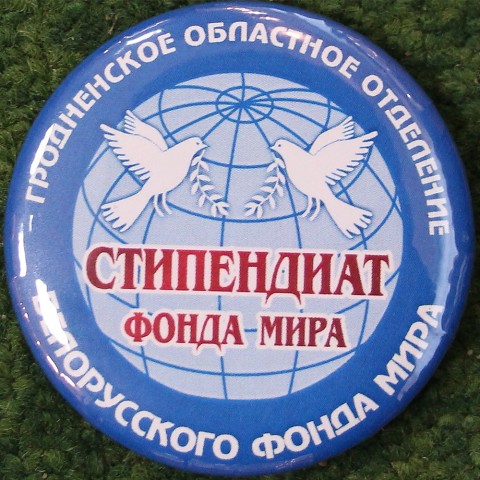 ГРОДНЕНСКОЕ ОБЛАСТНОЕ ОТДЕЛЕНИЕ
СТИПЕНДИАТ
ФОНДА МИРА
БЕЛОРУССКОГО ФОНДА МИРА